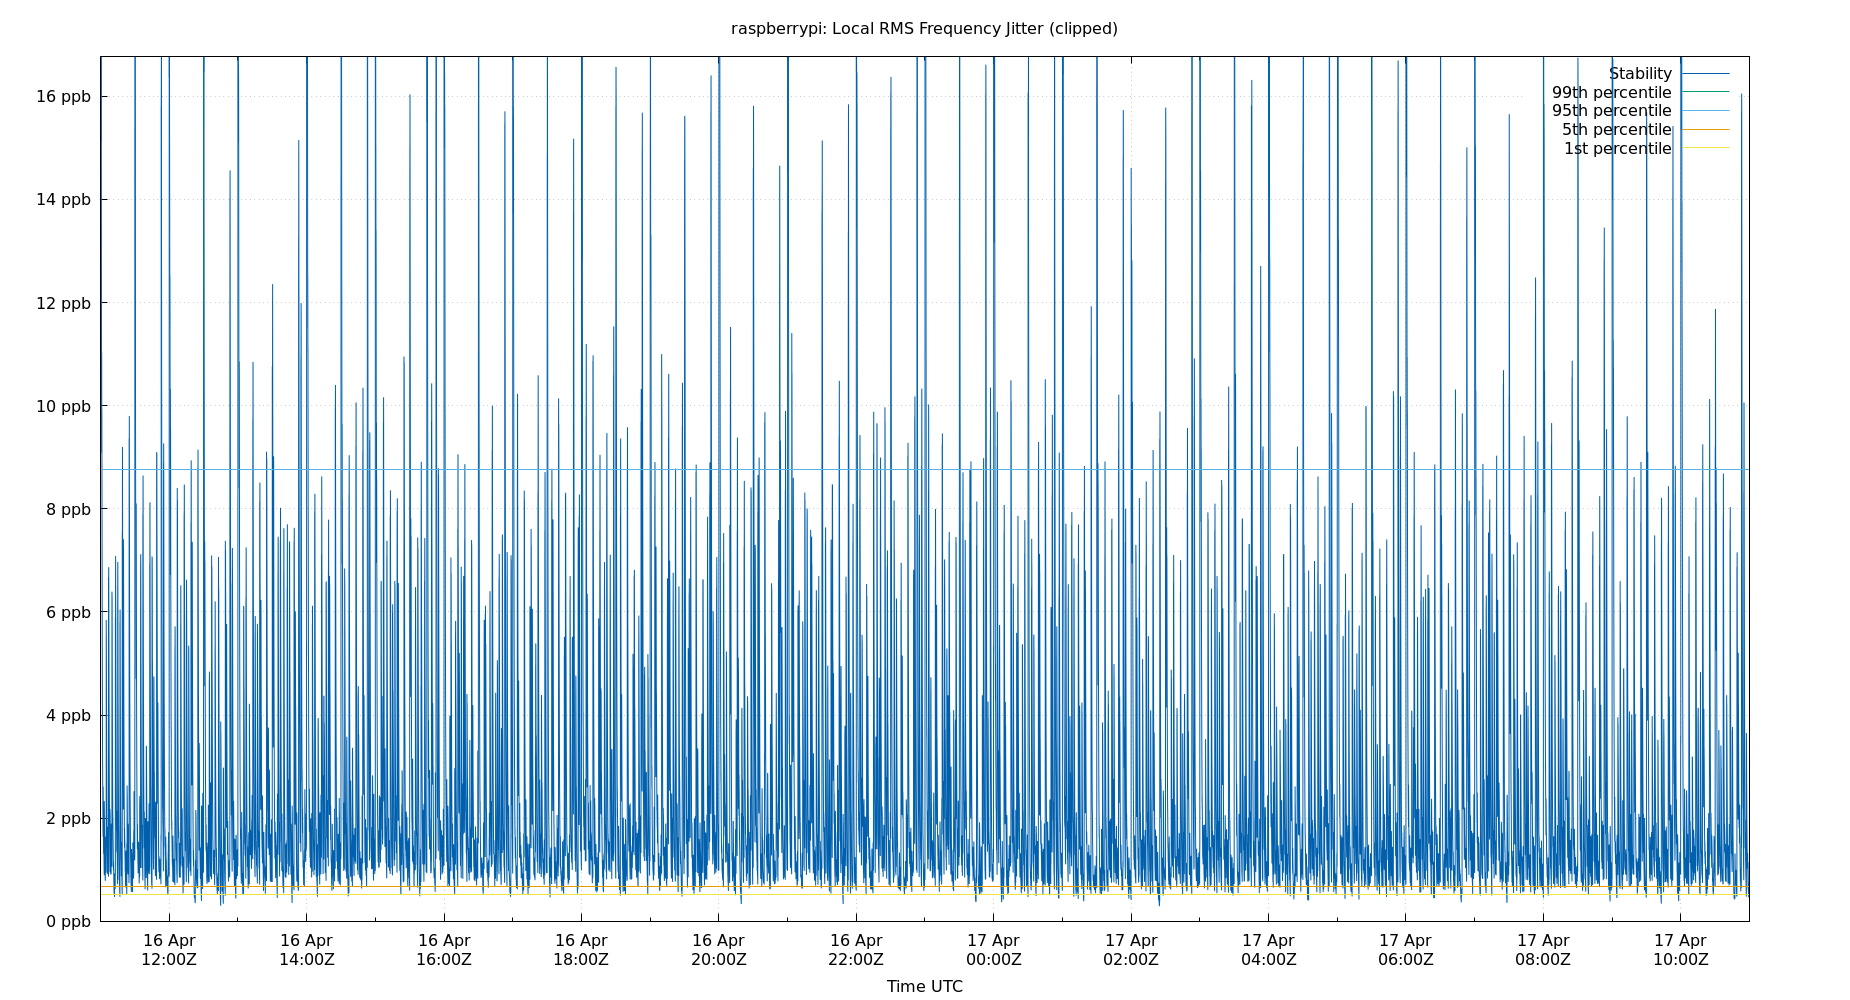 raspberrypi: Local RMS Frequency Jitter (clipped)
Stability
99th percentile
95th percentile
5th percentile
1st percentile
16 ppb
14 ppb
12 ppb
10 ppb
8 ppb
6 ppb
4 ppb
2 ppb
0 ppb
16 Apr 16 Apr 16 Apr 16 Apr 16 Apr 16 Apr 17 Apr 17 Apr 17 Apr 17 Apr 17 Apr 17 Apr
12:00Z 14:00Z 16:00Z 18:00Z 20:00Z 22:00Z 00:00Z 02:00Z 04:00Z 06:00Z 08:00Z 10:00Z
Time UTC